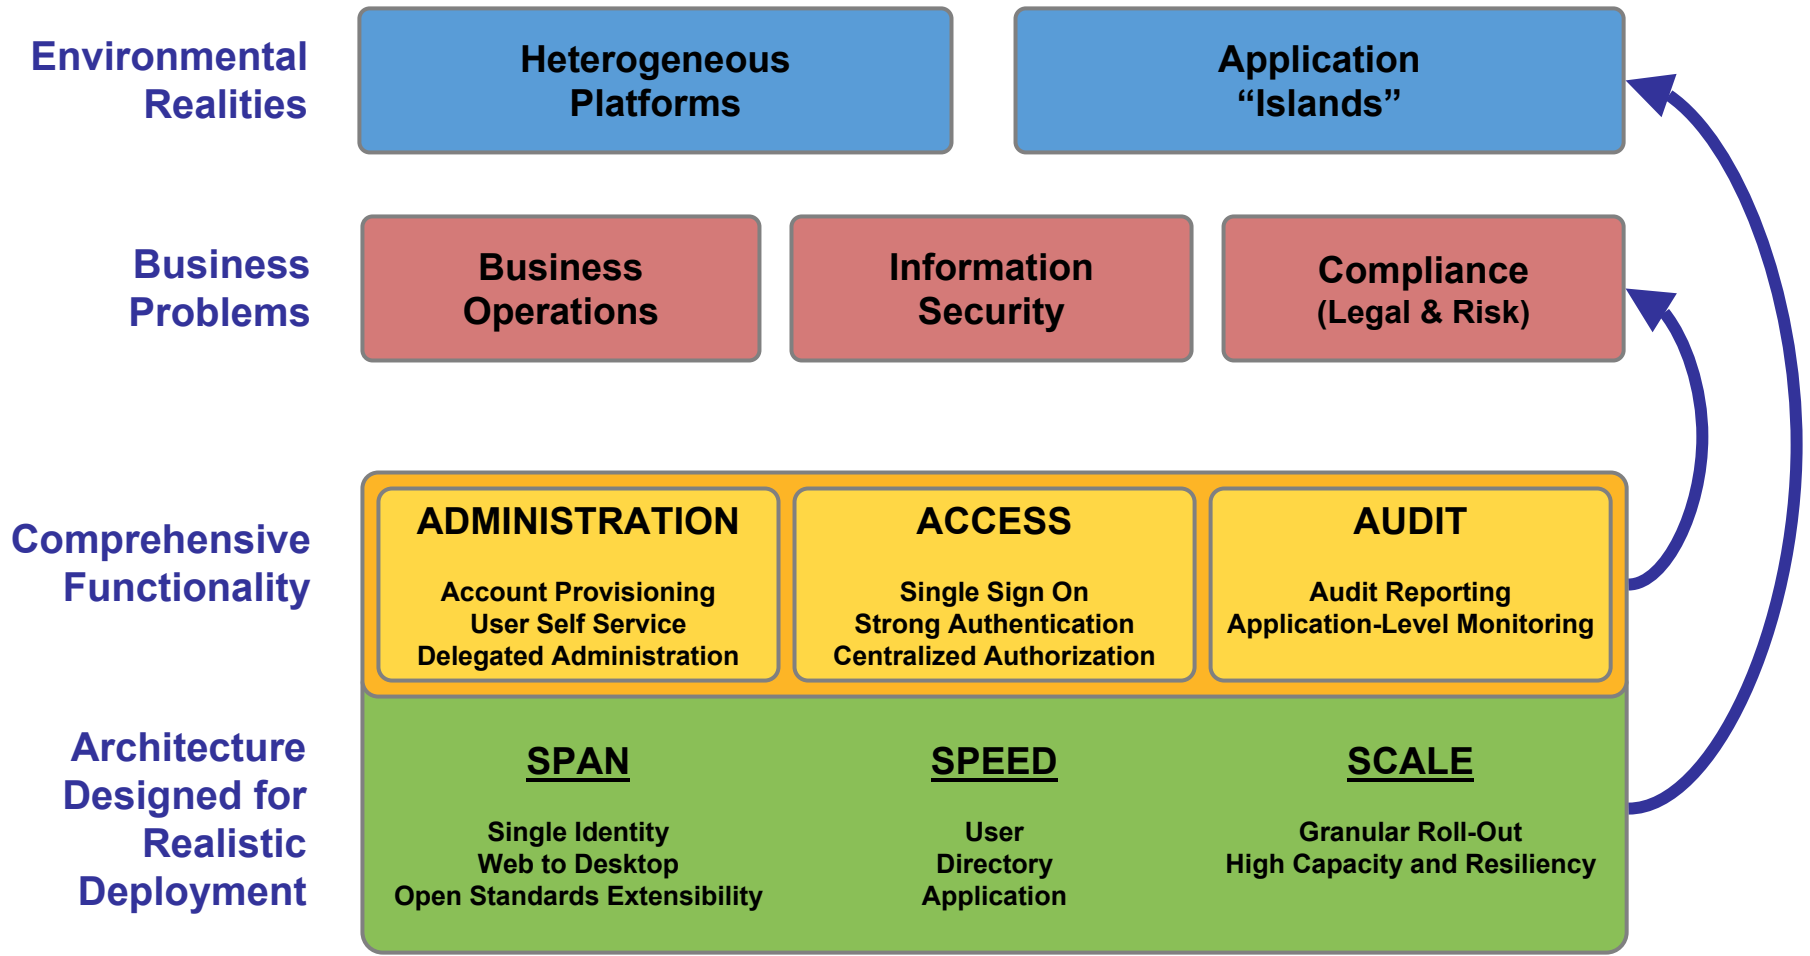 Environmental
Realities
Heterogeneous
Platforms
Application
“Islands”
Business
Problems
Business
Operations
Information
Security
Compliance
(Legal & Risk)
Comprehensive
Functionality
ADMINISTRATION
Account Provisioning
User Self Service
Delegated Administration
ACCESS
Single Sign On
Strong Authentication
Centralized Authorization
AUDIT
Audit Reporting
Application-Level Monitoring
Architecture
Designed for
Realistic
Deployment
SPAN
Single Identity
Web to Desktop
Open Standards Extensibility
SPEED
User
Directory
Application
SCALE
Granular Roll-Out
High Capacity and Resiliency